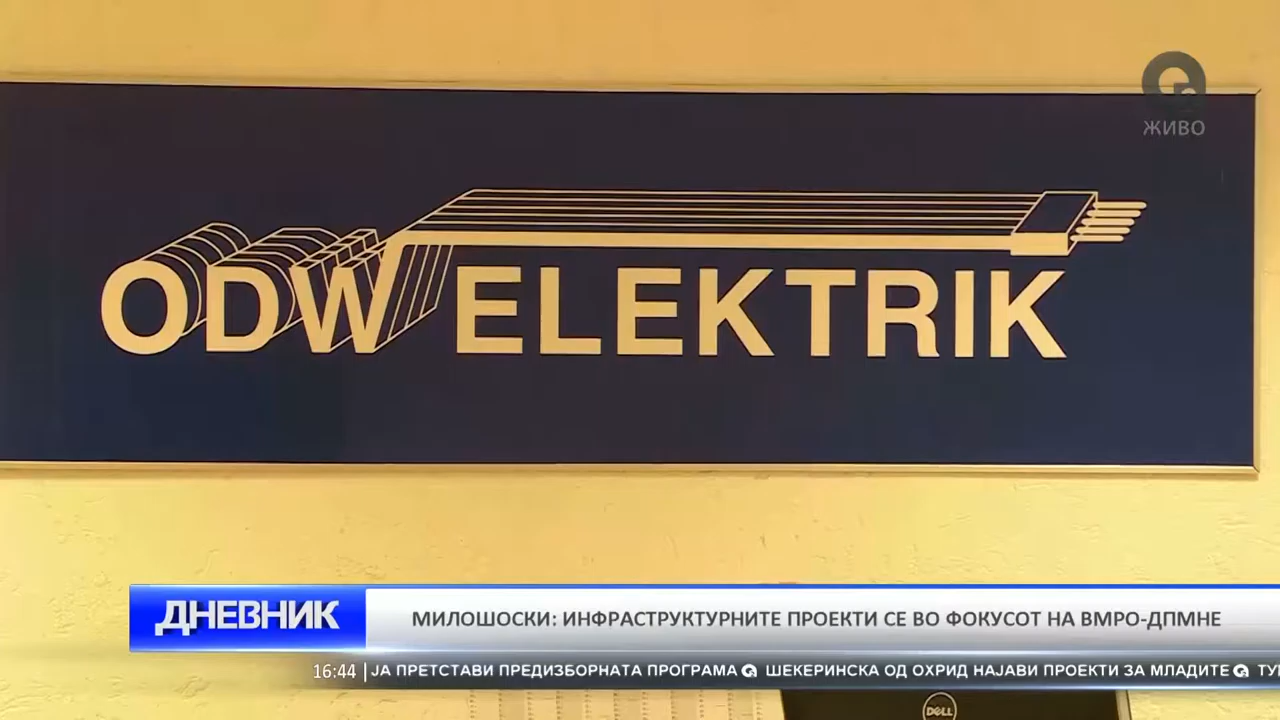 ЖИВО
ODW ELEKTRIK
ДНЕВНИК
МИЛОШОСКИ: ИНФРАСТРУКТУРНИТЕ ПРОЕКТИ СЕ ВО ФОКУСОТ НА ВМРО-ДПМНЕ
16:44 ЈА ПРЕТСТАВИ ПРЕДИЗБОРНАТА ПРОГРАМА ШЕКЕРИНСКА ОД ОХРИД НАЈАВИ ПРОЕКТИ ЗА МЛАДИТЕ ТУ
DELL